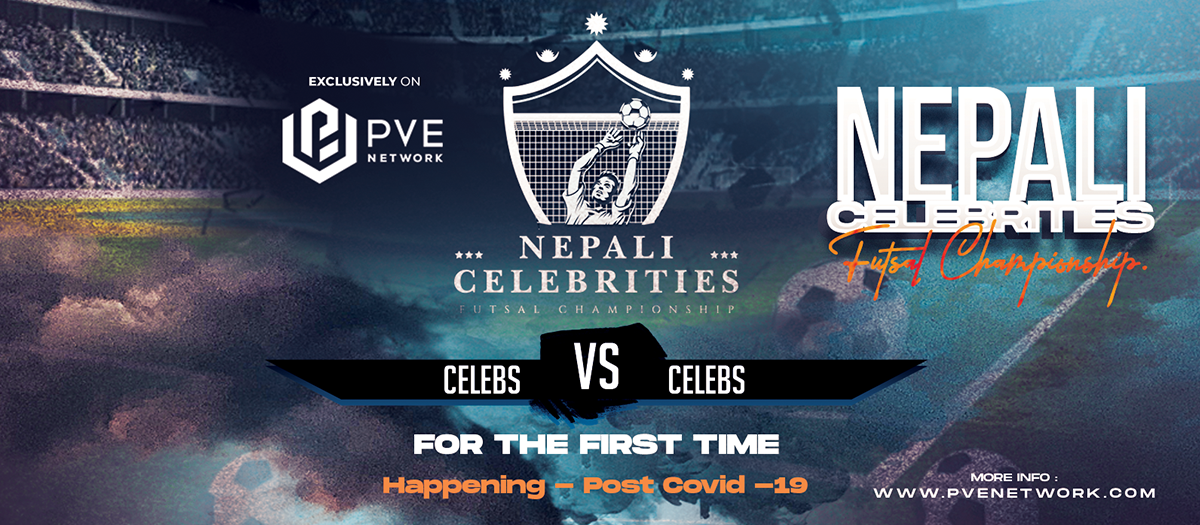 EXCLUSIVELY ON
PVE
NETWORK
NEPALI
CELEBRITIES
FUTSAL CHAMPIONSHIP
NEPALI
CELEBRITIES
Futsal Championship.
CELEBS VS CELEBS
FOR THE FIRST TIME
Happening - Post Covid -19
MORE INFO :
WWW.PVENETWORK.COM